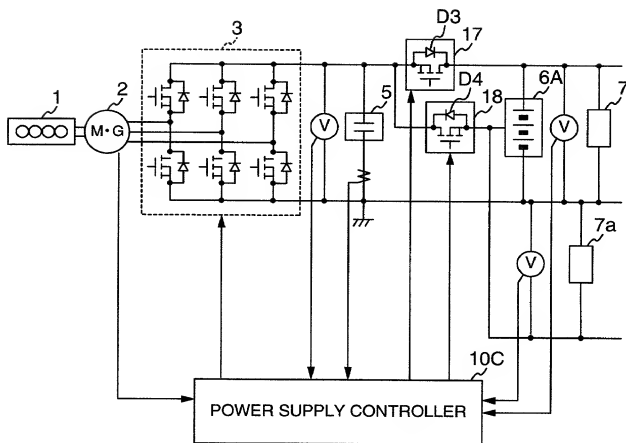 3
D3
17
1
2
M・G
V
5
D4
18
6A
V
7
V
7a
10C
POWER SUPPLY CONTROLLER